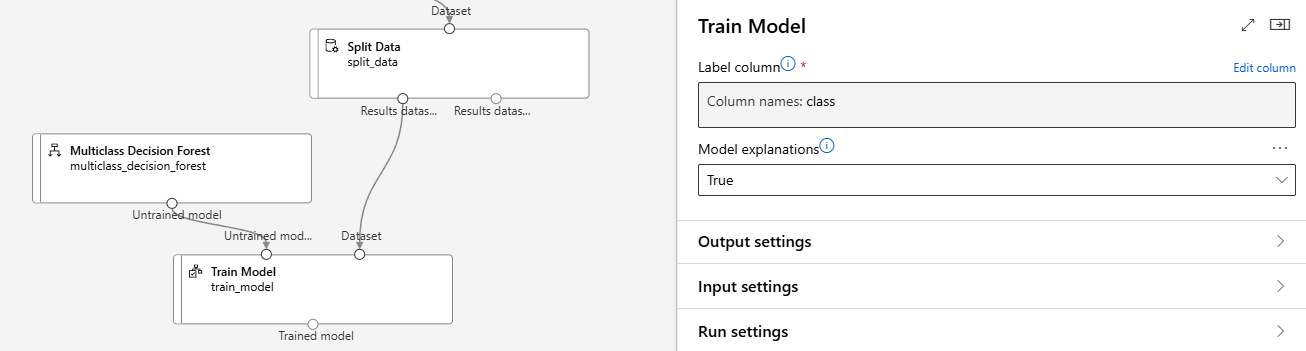 Dataset
Split Data
split_data
Results datas... Results datas...
Multiclass Decision Forest
multiclass_decision_forest
Untrained model
Untrained mod... Dataset
Train Model
train_model
Trained model
Train Model
Label column *
Edit column
Column names: class
Model explanations
True
Output settings
Input settings
Run settings